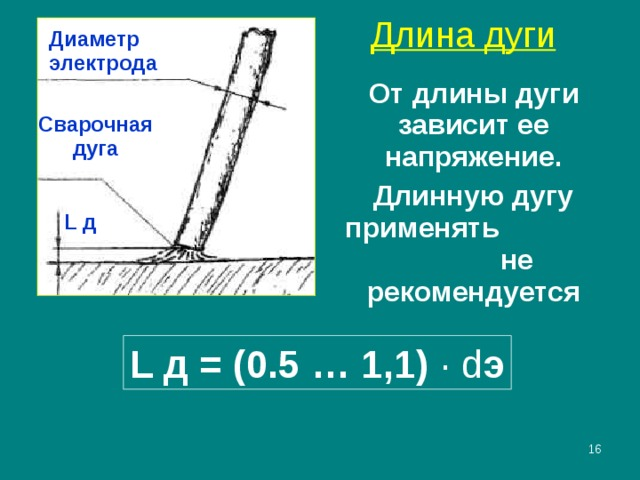 Длина дуги
Диаметр
электрода
Сварочная
дуга
L д
От длины дуги
зависит ее
напряжение.
Длинную дугу
применять
не
рекомендуется
L д = (0.5 … 1,1) · dэ
16